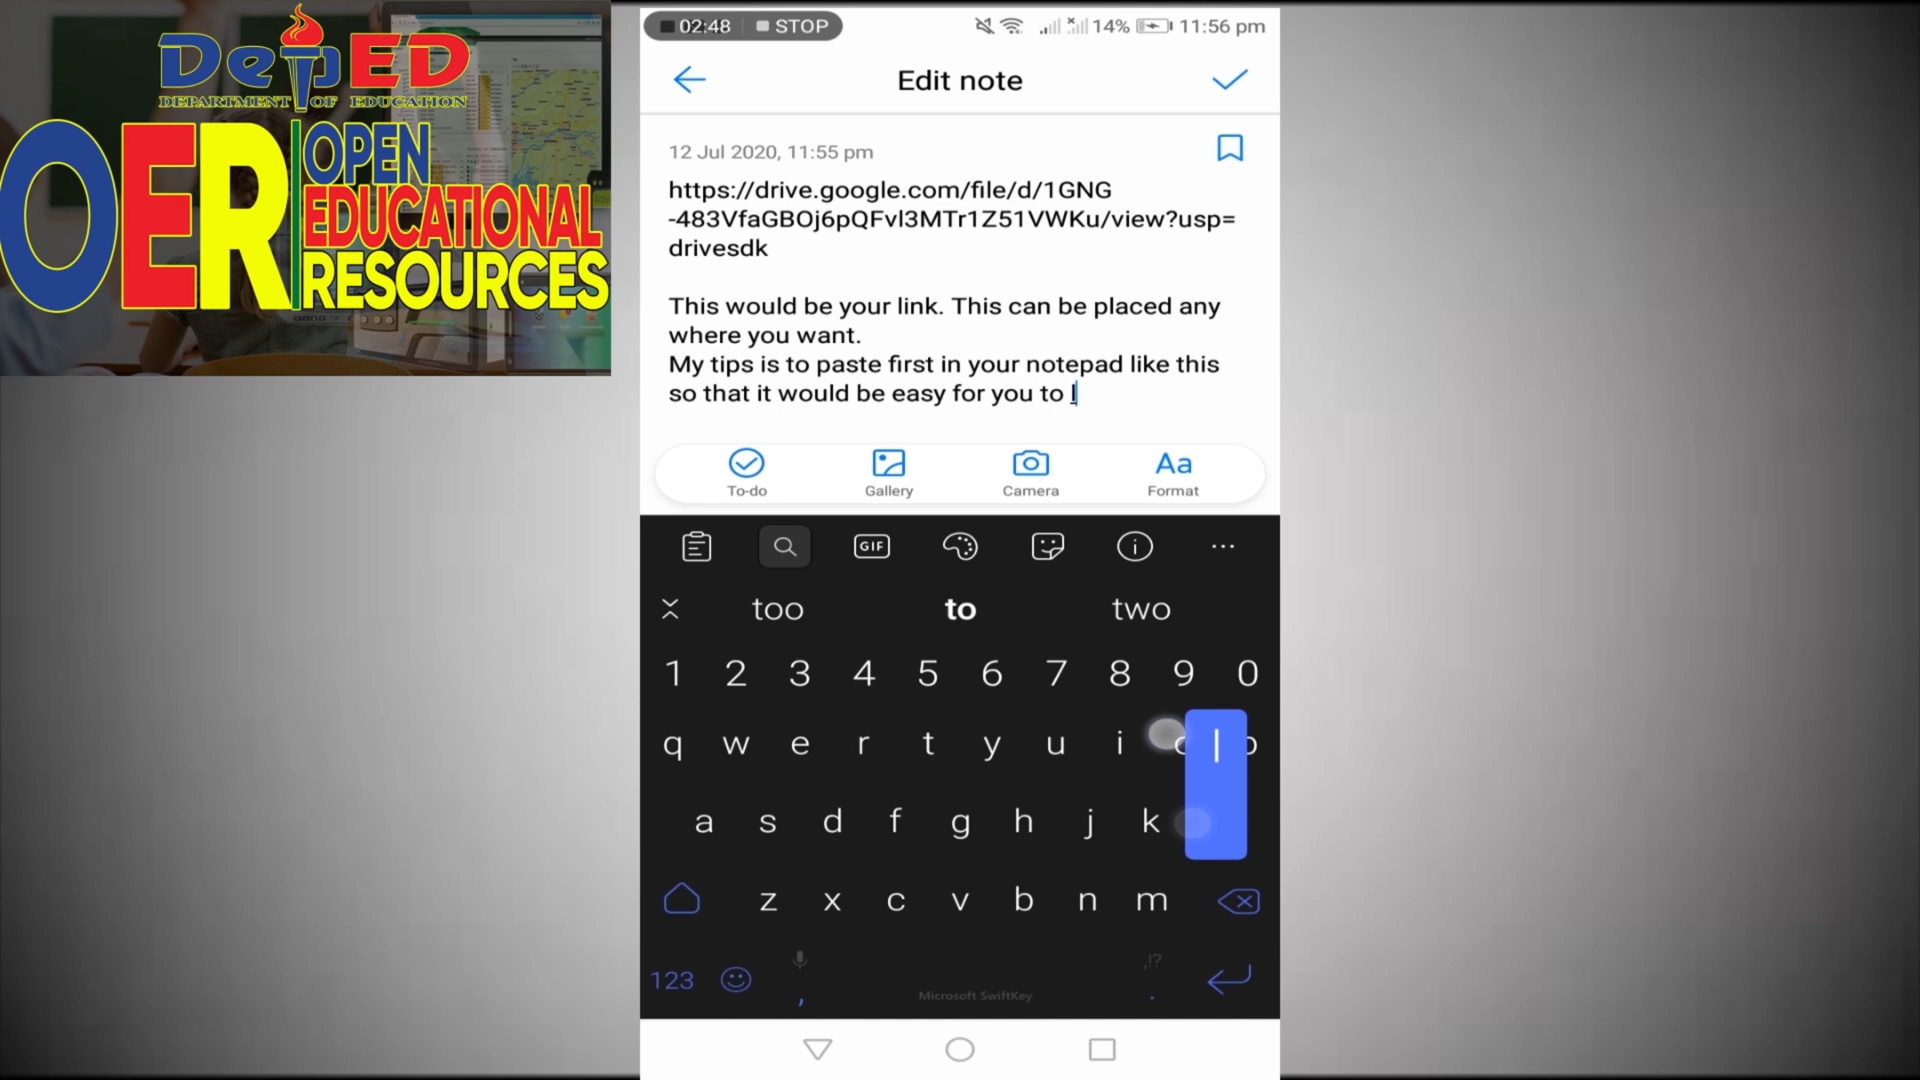 DepED
DEPARTMENT OF EDUCATION
OER
OPEN
EDUCATIONAL
RESOURCES
02:48
STOP
14%
11:56 pm
Edit note
12 Jul 2020, 11:55 pm
https://drive.google.com/file/d/1GNG
-483VfaGBOj6pQFvl3MTr1Z51VWKu/view?usp=
drivesdk
This would be your link. This can be placed any
where you want.
My tips is to paste first in your notepad like this
so that it would be easy for you to l
To-do
Gallery
Camera
Aa
Format
GIF
too
to
two
1 2 3 4 5 6 7 8 9 0
q w e r t y u i o p
l
a s d f g h j k
z x c v b n m
,!?
123
,
Microsoft SwiftKey
.